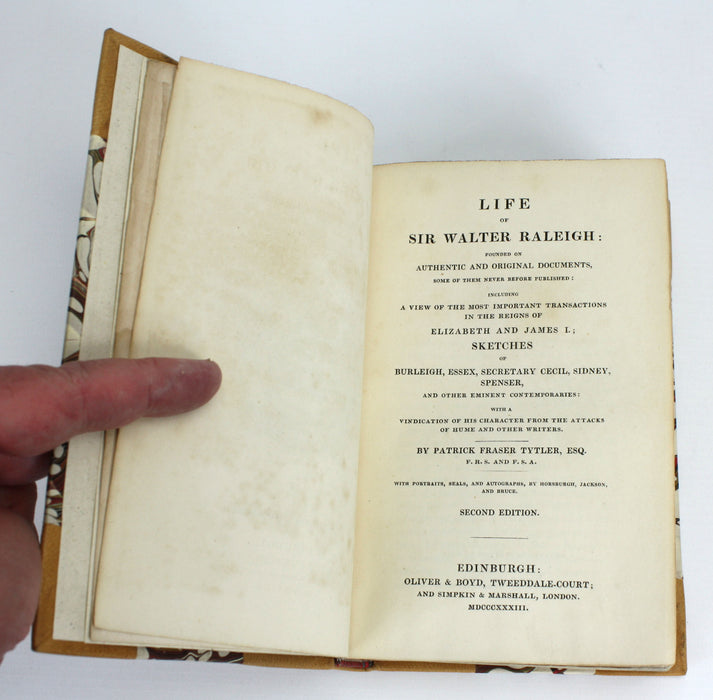 LIFE
OF
SIR WALTER RALEIGH:
FOUNDED ON
AUTHENTIC AND ORIGINAL DOCUMENTS,
SOME OF THEM NEVER BEFORE PUBLISHED:
INCLUDING
A VIEW OF THE MOST IMPORTANT TRANSACTIONS
IN THE REIGNS OF
ELIZABETH AND JAMES I.;
SKETCHES
OF
BURLEIGH, ESSEX, SECRETARY CECIL, SIDNEY,
SPENSER,
AND OTHER EMINENT CONTEMPORARIES:
WITH A
VINDICATION OF HIS CHARACTER FROM THE ATTACKS
OF HUME AND OTHER WRITERS.
BY PATRICK FRASER TYTLER, ESQ.
F.R.S. AND F.S.A.
WITH PORTRAITS, SEALS, AND AUTOGRAPHS, BY HORSBURGH, JACKSON,
AND BRUCE.
SECOND EDITION.
EDINBURGH:
OLIVER & BOYD, TWEEDDALE-COURT;
AND SIMPKIN & MARSHALL, LONDON.
MDCCCXXXIII.